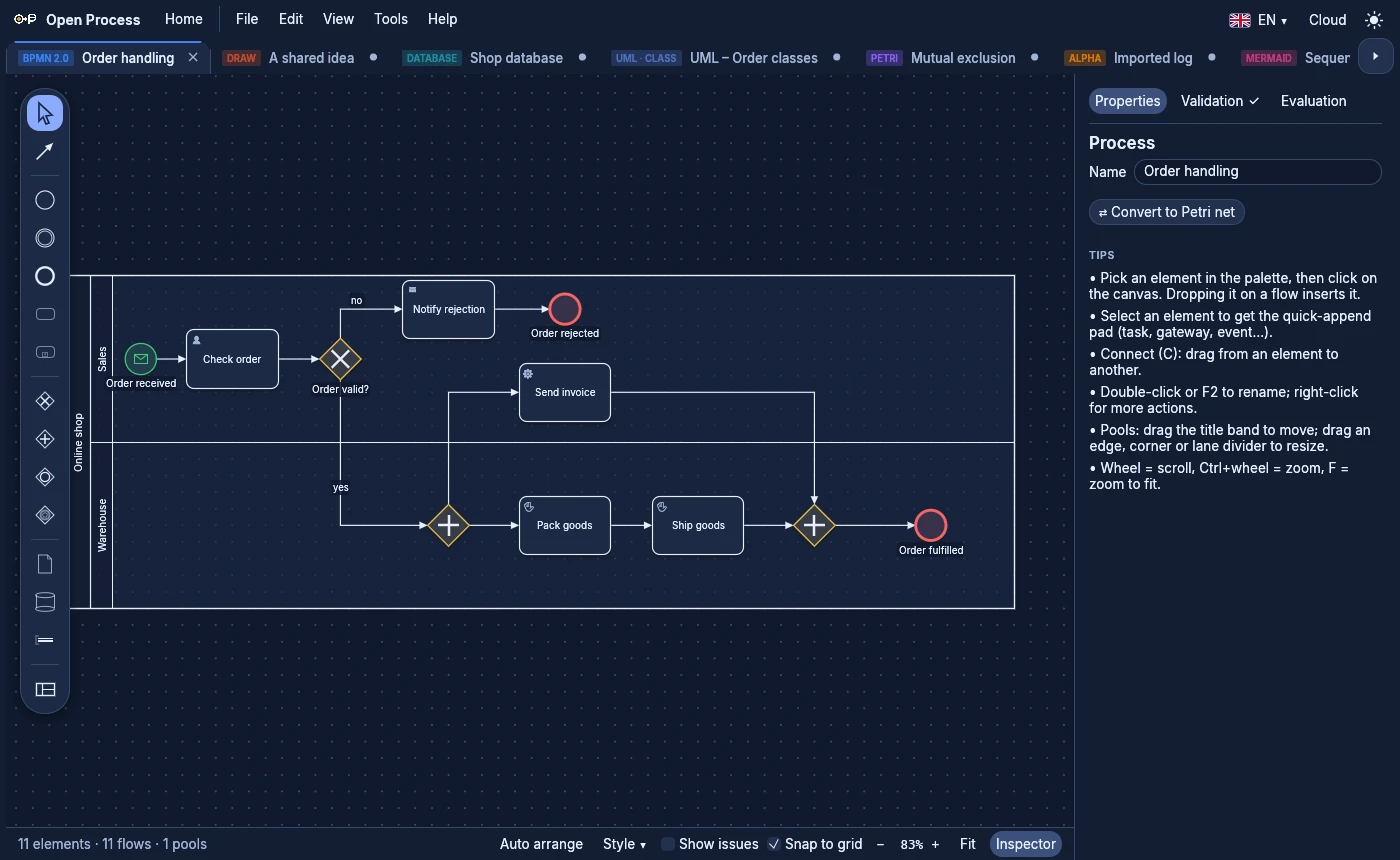 Open Process
Home
File
Edit
View
Tools
Help
EN
Cloud
BPMN 2.0 Order handling
DRAW A shared idea
DATABASE Shop database
UML · CLASS UML – Order classes
PETRI Mutual exclusion
ALPHA Imported log
MERMAID Sequer
Properties
Validation
Evaluation
Process
Name Order handling
Convert to Petri net
TIPS
• Pick an element in the palette, then click on
the canvas. Dropping it on a flow inserts it.
• Select an element to get the quick-append
pad (task, gateway, event...).
• Connect (C): drag from an element to
another.
• Double-click or F2 to rename; right-click
for more actions.
• Pools: drag the title band to move; drag an
edge, corner or lane divider to resize.
• Wheel = scroll, Ctrl+wheel = zoom, F =
zoom to fit.
Online shop
Sales
Warehouse
Order received
Check order
Order valid?
no
Notify rejection
Order rejected
Send invoice
yes
Pack goods
Ship goods
Order fulfilled
11 elements · 11 flows · 1 pools
Auto arrange
Style
Show issues
Snap to grid
− 83% +
Fit
Inspector